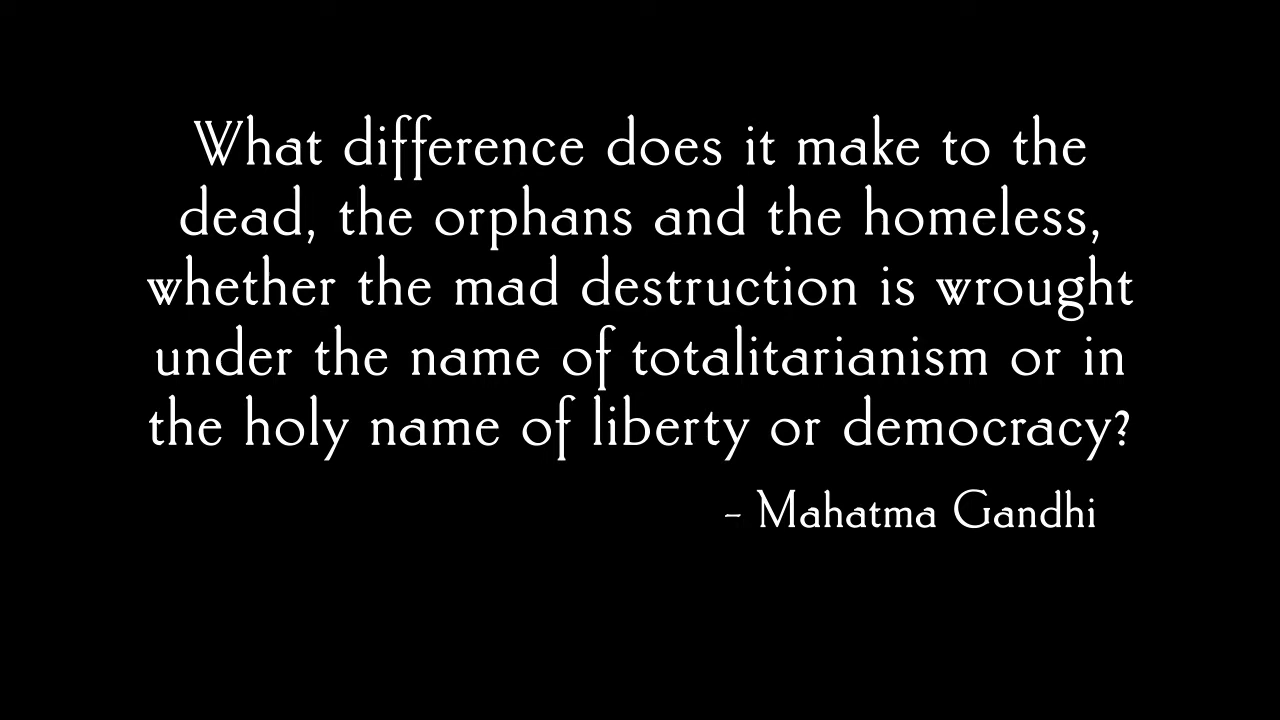 What difference does it make to the
dead, the orphans and the homeless,
whether the mad destruction is wrought
under the name of totalitarianism or in
the holy name of liberty or democracy?
- Mahatma Gandhi